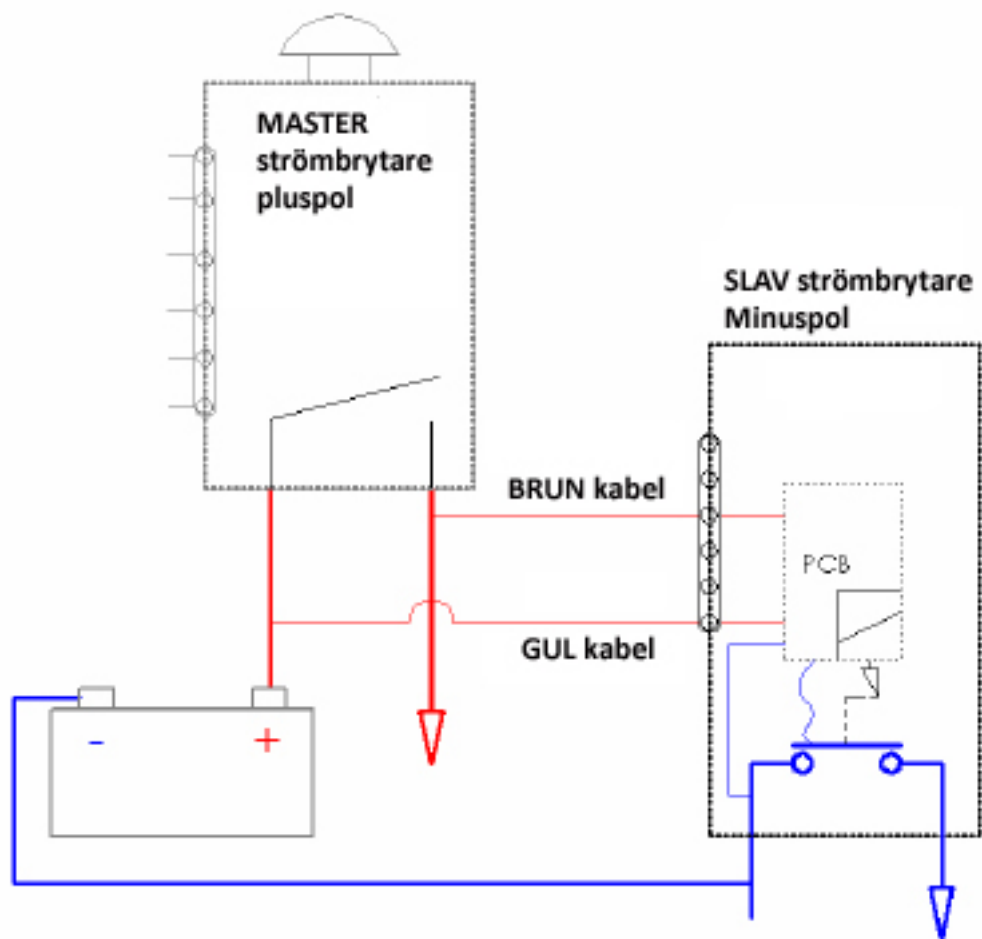 MASTER
strömbrytare
pluspol
SLAV strömbrytare
Minuspol
BRUN kabel
PCB
GUL kabel
- +